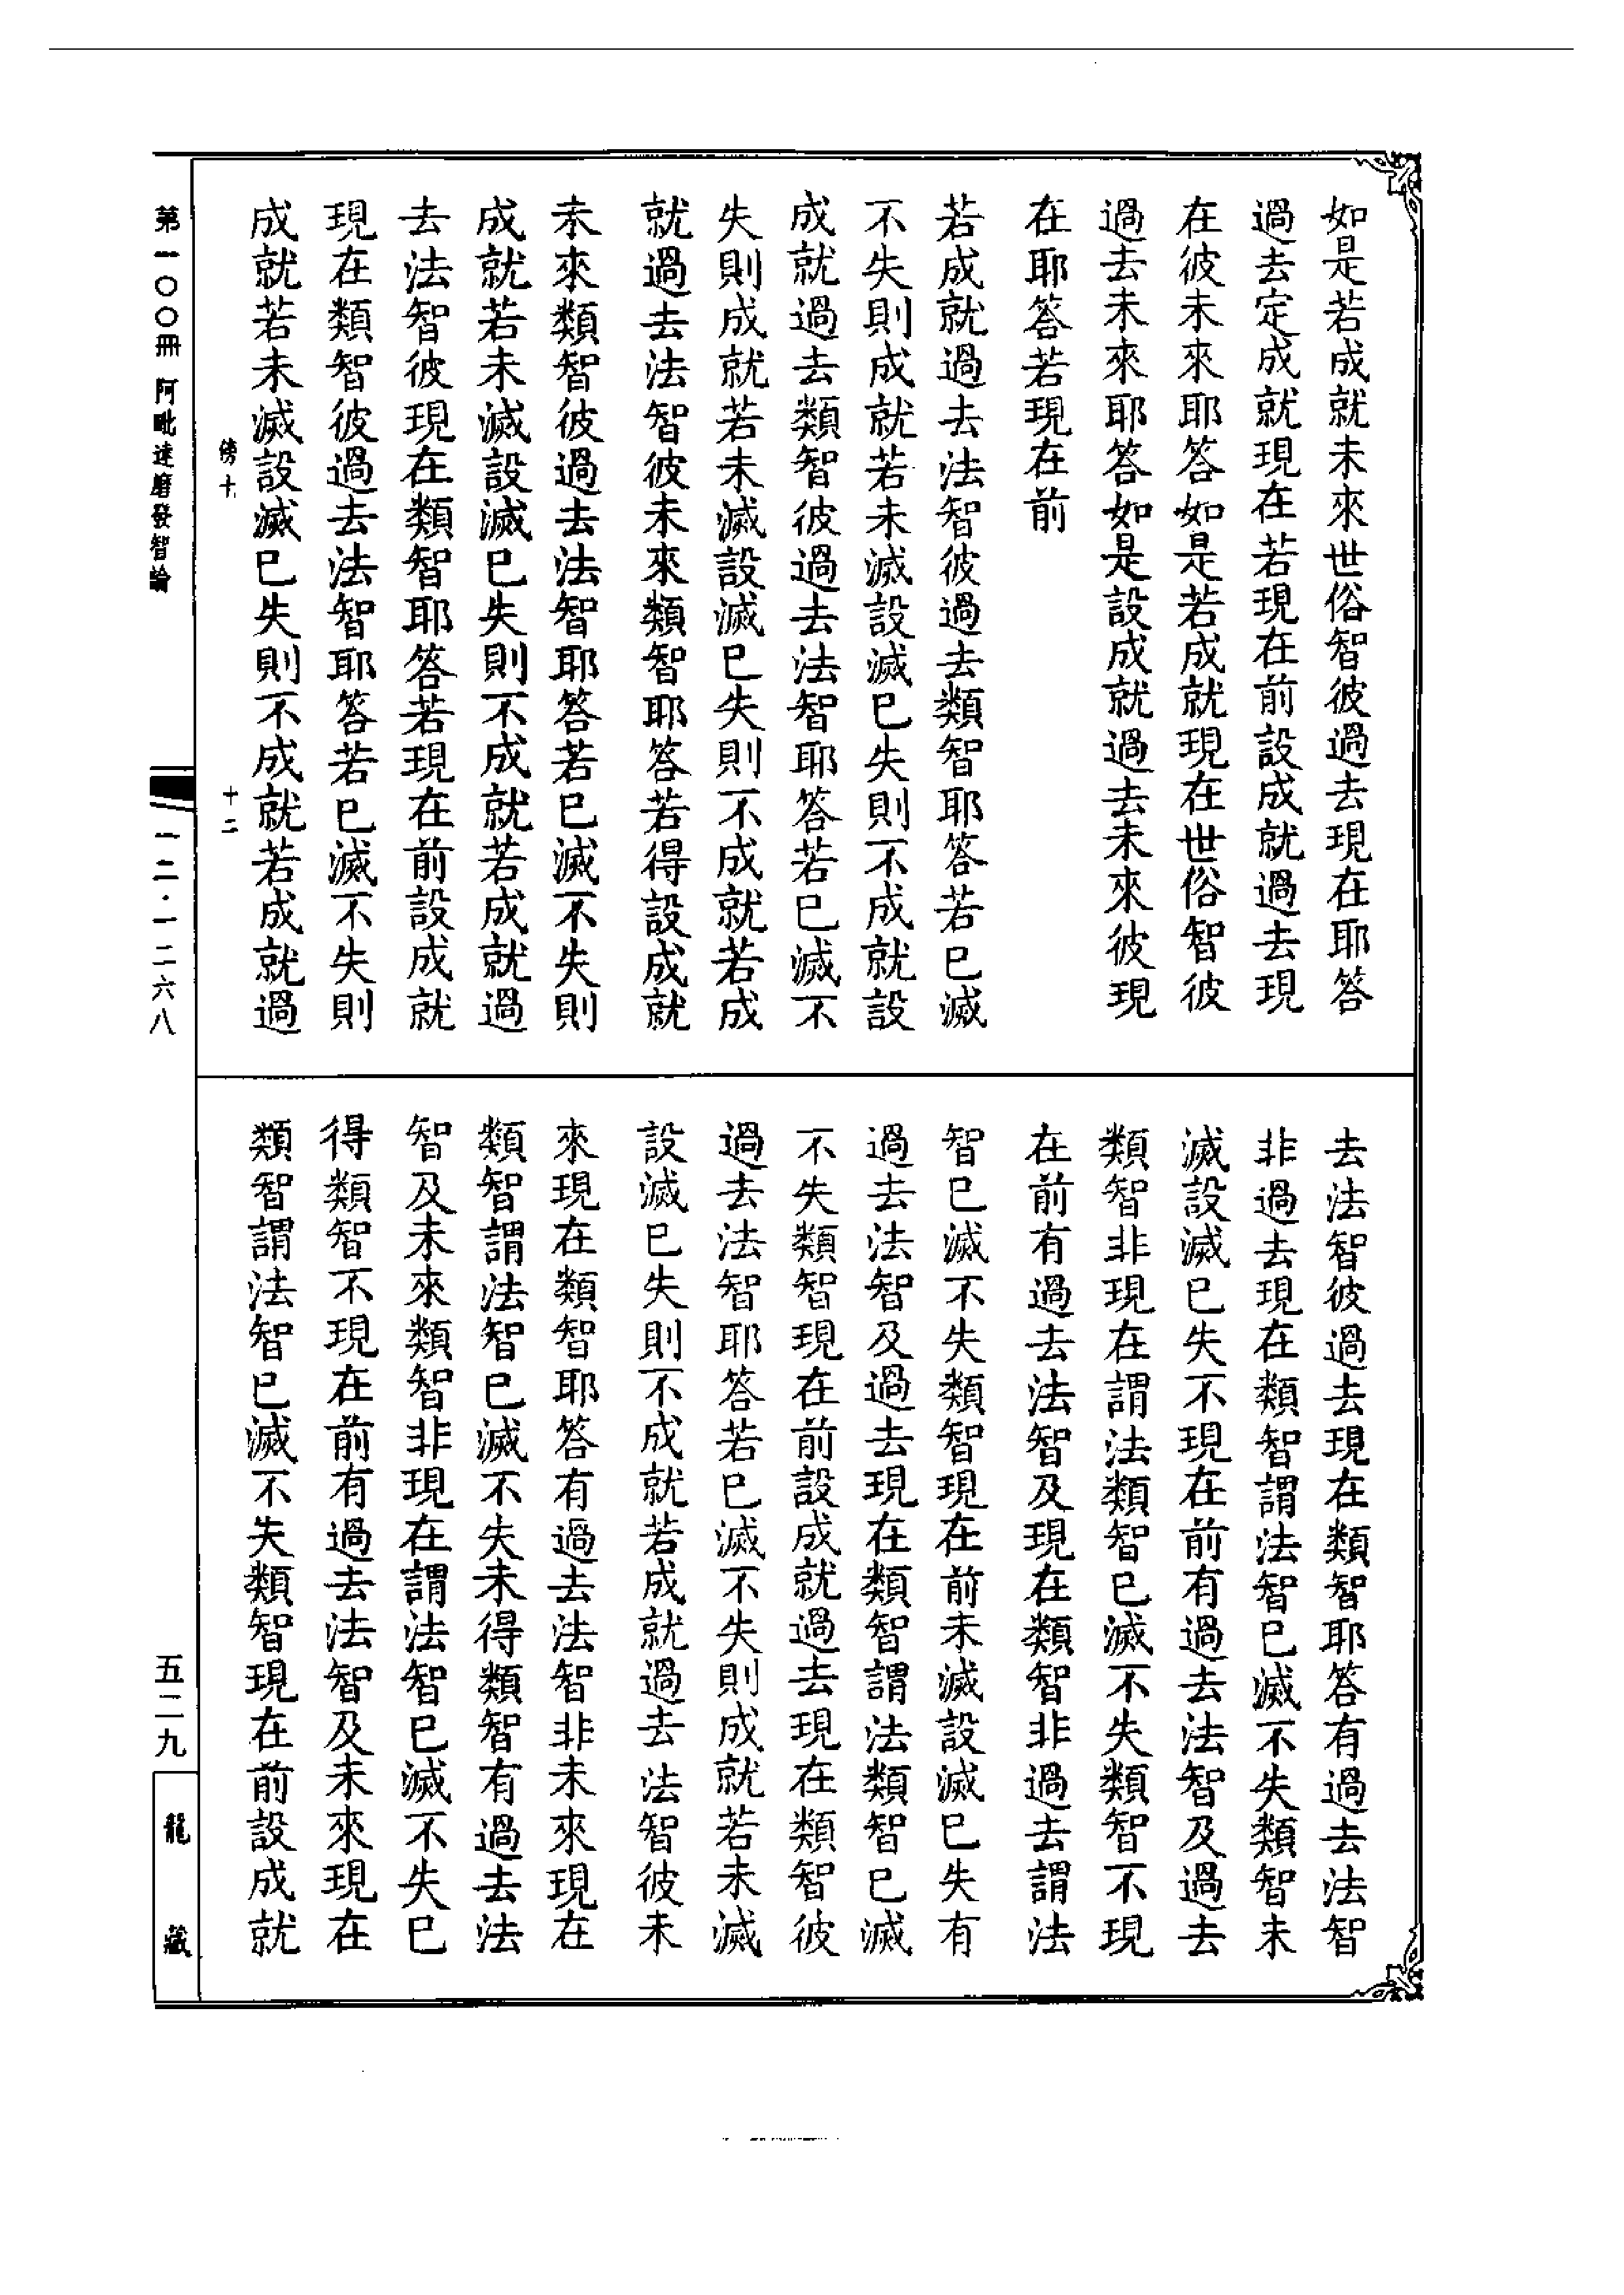 如是若成就未來世俗智彼過去現在耶答
過去定成就現在若現在前設成就過去現
在彼未來耶答如是若成就現在世俗智彼
過去未來耶答如是設成就過去未來彼現
在耶答若現在前
若成就過去法智彼過去類智耶答若已滅
不失則成就若未滅設滅已失則不成就設
成就過去類智彼過去法智耶答若已滅不
失則成就若未滅設滅已失則不成就若成
就過去法智彼未來類智耶答若得設成就
未來類智彼過去法智耶答若已滅不失則
成就若未滅設滅已失則不成就若成就過
去法智彼現在類智耶答若現在前設成就
現在類智彼過去法智耶答若已滅不失則
成就若未滅設滅已失則不成就若成就過
傍十
十二
去法智彼過去現在類智耶答有過去法智
非過去現在類智謂法智已滅不失類智未
滅設滅已失不現在前有過去法智及過去
類智非現在謂法類智已滅不失類智不現
在前有過去法智及現在類智非過去謂法
智已滅不失類智現在前未滅設滅已失有
過去法智及過去現在類智謂法類智已滅
不失類智現在前設成就過去現在類智彼
過去法智耶答若已滅不失則成就若未滅
設滅已失則不成就若成就過去法智彼未
來現在類智耶答有過去法智非未來現在
類智謂法智已滅不失未得類智有過去法
智及未來類智非現在謂法智已滅不失已
得類智不現在前有過去法智及未來現在
類智謂法智已滅不失類智現在前設成就
第一〇〇冊 阿毗達磨發智論
一二·一二六八
五二九
龍藏